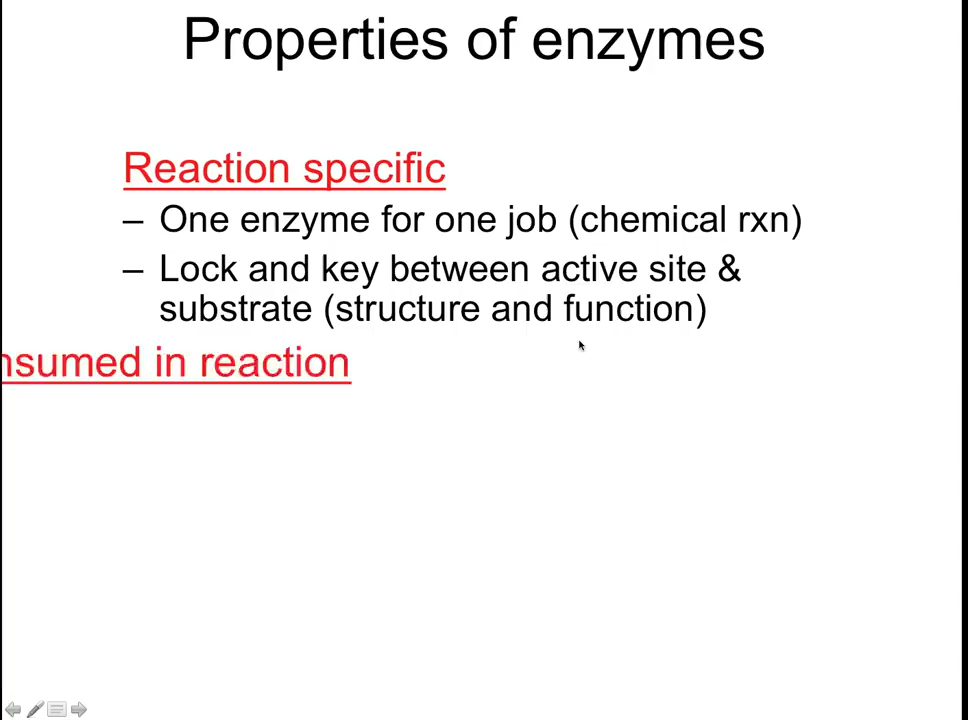 Properties of enzymes
Reaction specific
– One enzyme for one job (chemical rxn)
– Lock and key between active site &
substrate (structure and function)
nsumed in reaction